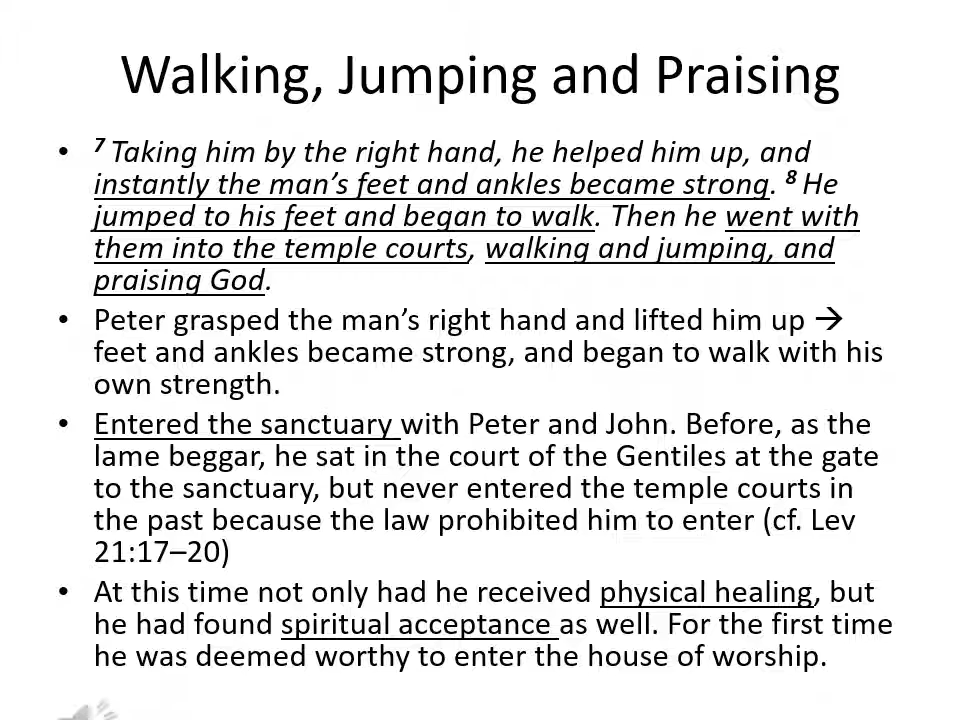 Walking, Jumping and Praising
• ⁷ Taking him by the right hand, he helped him up, and
instantly the man’s feet and ankles became strong. ⁸ He
jumped to his feet and began to walk. Then he went with
them into the temple courts, walking and jumping, and
praising God.
• Peter grasped the man’s right hand and lifted him up →
feet and ankles became strong, and began to walk with his
own strength.
• Entered the sanctuary with Peter and John. Before, as the
lame beggar, he sat in the court of the Gentiles at the gate
to the sanctuary, but never entered the temple courts in
the past because the law prohibited him to enter (cf. Lev
21:17–20)
• At this time not only had he received physical healing, but
he had found spiritual acceptance as well. For the first time
he was deemed worthy to enter the house of worship.